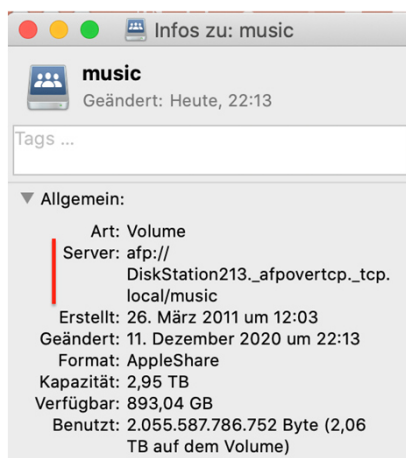 Infos zu: music
music
Geändert: Heute, 22:13
Tags ...
Allgemein:
Art: Volume
Server: afp://
DiskStation213._afpovertcp._tcp.
local/music
Erstellt: 26. März 2011 um 12:03
Geändert: 11. Dezember 2020 um 22:13
Format: AppleShare
Kapazität: 2,95 TB
Verfügbar: 893,04 GB
Benutzt: 2.055.587.786.752 Byte (2,06
TB auf dem Volume)